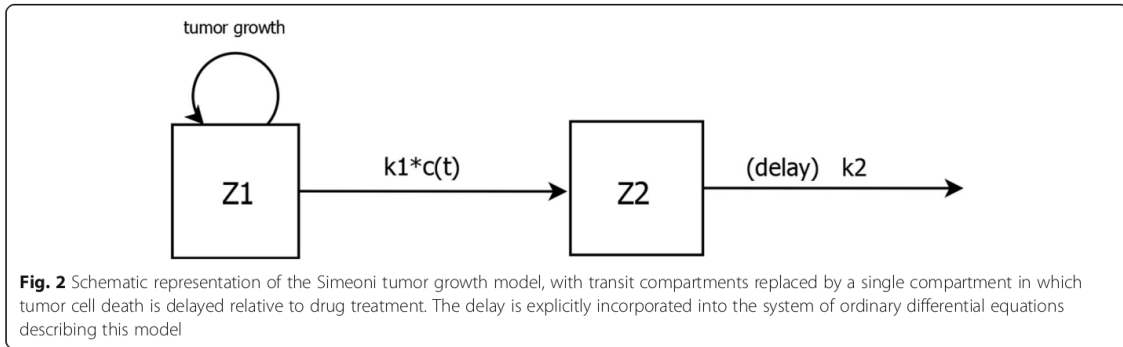 tumor growth
Z1
k1*c(t)
Z2
(delay) k2
Fig. 2 Schematic representation of the Simeoni tumor growth model, with transit compartments replaced by a single compartment in which
tumor cell death is delayed relative to drug treatment. The delay is explicitly incorporated into the system of ordinary differential equations
describing this model